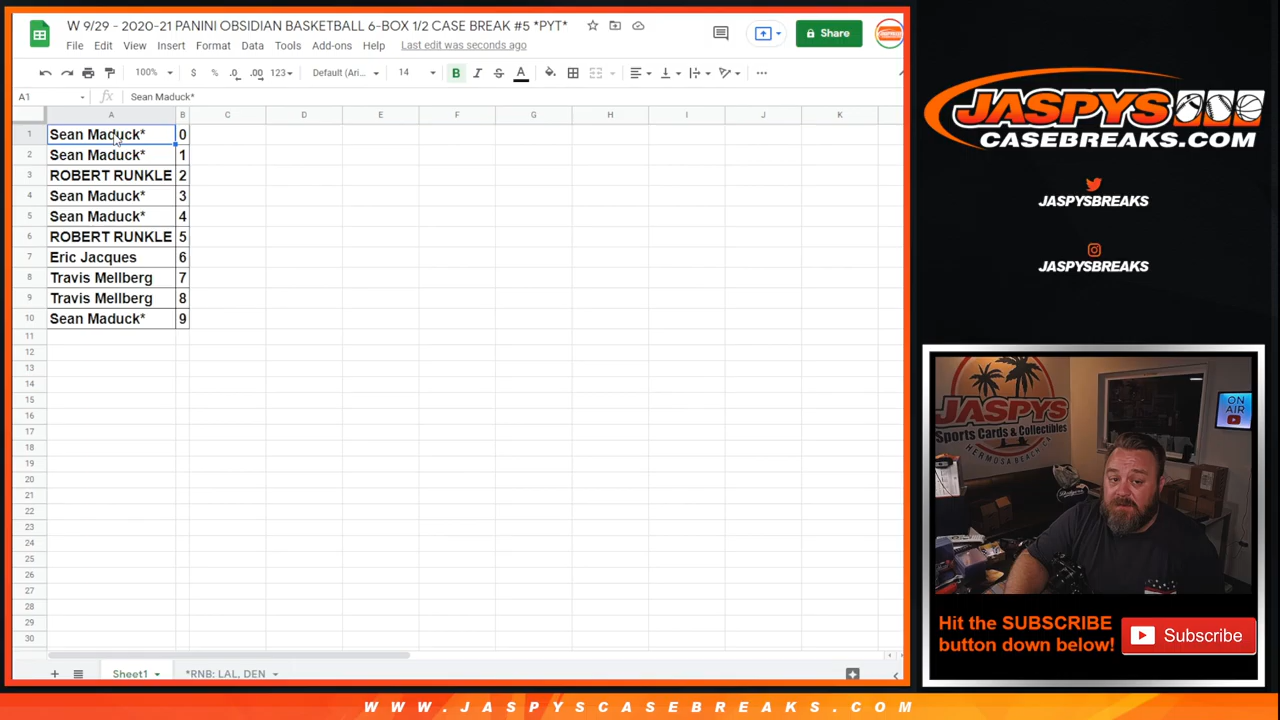 W 9/29 - 2020-21 PANINI OBSIDIAN BASKETBALL 6-BOX 1/2 CASE BREAK #5 *PYT*
File Edit View Insert Format Data Tools Add-ons Help Last edit was seconds ago
Share
100% $ % .0 .00 123 Default (Ari... 14 B I S A
A1 fx Sean Maduck*
A B C D E F G H I J K
1 Sean Maduck* 0
2 Sean Maduck* 1
3 ROBERT RUNKLE 2
4 Sean Maduck* 3
5 Sean Maduck* 4
6 ROBERT RUNKLE 5
7 Eric Jacques 6
8 Travis Mellberg 7
9 Travis Mellberg 8
10 Sean Maduck* 9
11
12
13
14
15
16
17
18
19
20
21
22
23
24
25
26
27
28
29
30
Sheet1 *RNB: LAL, DEN
JASPYS
CASEBREAKS.COM
JASPYSBREAKS
JASPYSBREAKS
JASPYS
Sports Cards & Collectibles
HERMOSA BEACH CA
ON
AIR
Hit the SUBSCRIBE
button down below!
Subscribe
WWW.JASPYSCASEBREAKS.COM